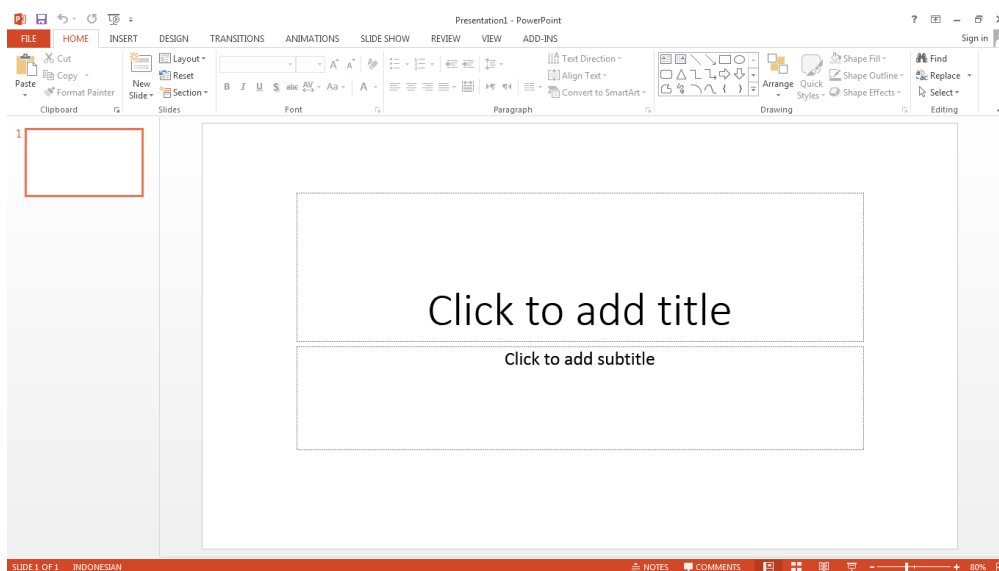 Presentation1 - PowerPoint
?
FILE HOME INSERT DESIGN TRANSITIONS ANIMATIONS SLIDE SHOW REVIEW VIEW ADD-INS Sign in
Paste
Cut
Copy
Format Painter
Clipboard
New Slide
Layout
Reset
Section
Slides
B I U S abc AV Aa A
Font
Text Direction
Align Text
Convert to SmartArt
Paragraph
Arrange
Quick Styles
Shape Fill
Shape Outline
Shape Effects
Drawing
Find
Replace
Select
Editing
1
Click to add title
Click to add subtitle
SLIDE 1 OF 1 INDONESIAN NOTES COMMENTS 80%